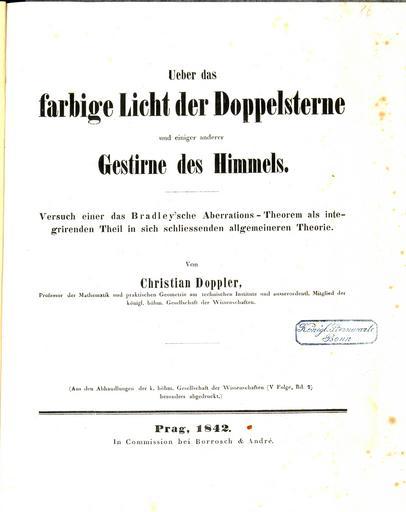 Ueber das
farbige Licht der Doppelsterne
und einiger anderer
Gestirne des Himmels.
Versuch einer das Bradley'sche Aberrations-Theorem als inte-
grirenden Theil in sich schliessenden allgemeineren Theorie.
Von
Christian Doppler,
Professor der Mathematik und praktischen Geometrie am technischen Institute und ausserordentl. Mitglied der
königl. böhm. Gesellschaft der Wissenschaften.
Königl. Sternwarte
Bonn
(Aus den Abhandlungen der k. böhm. Gesellschaft der Wissenschaften (V Folge, Bd. 2)
besonders abgedruckt.)
Prag, 1842.
In Commission bei Borrosch & André.